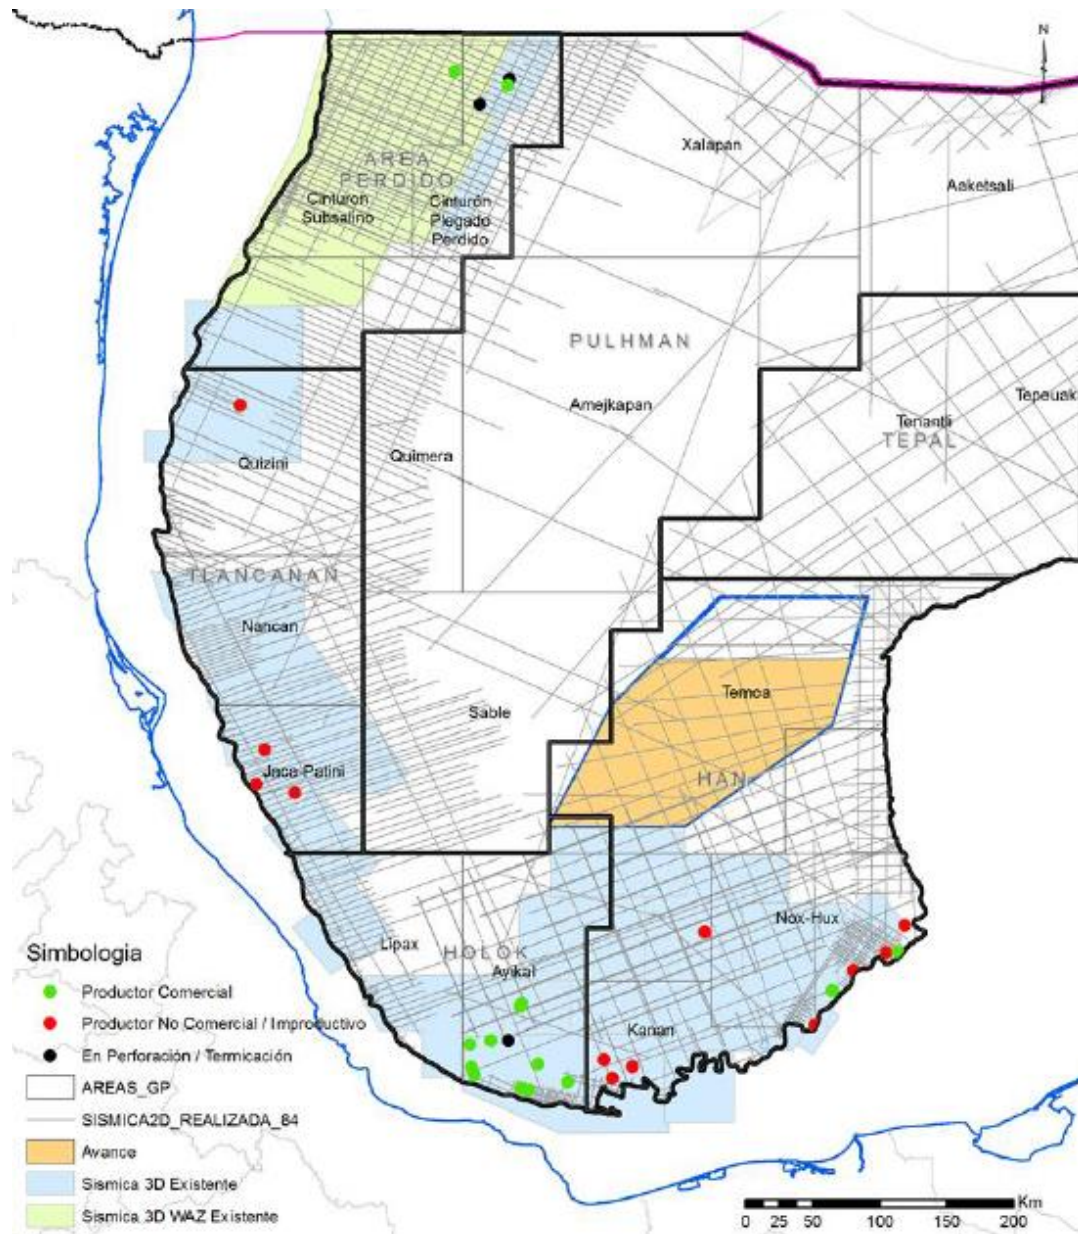 N
Xalapan
AREA
PERDIDO
Aaketsali
Cinturon
Subsalino
Cinturón
Plegado
Perdido
PULHMAN
Tepeuak
Amejkapan
Tenantli
TEPAL
Quimera
Quizini
TLANCANAN
Nancan
Temoa
Sable
Jaca-Patini
HAN
Nox-Hux
Lipax
HOLOK
Ayikal
Kanan
Simbologia
Productor Comercial
Productor No Comercial / Improductivo
En Perforación / Termicación
AREAS_GP
SISMICA2D_REALIZADA_84
Avance
Sismica 3D Existente
Sismica 3D WAZ Existente
Km
0 25 50 100 150 200